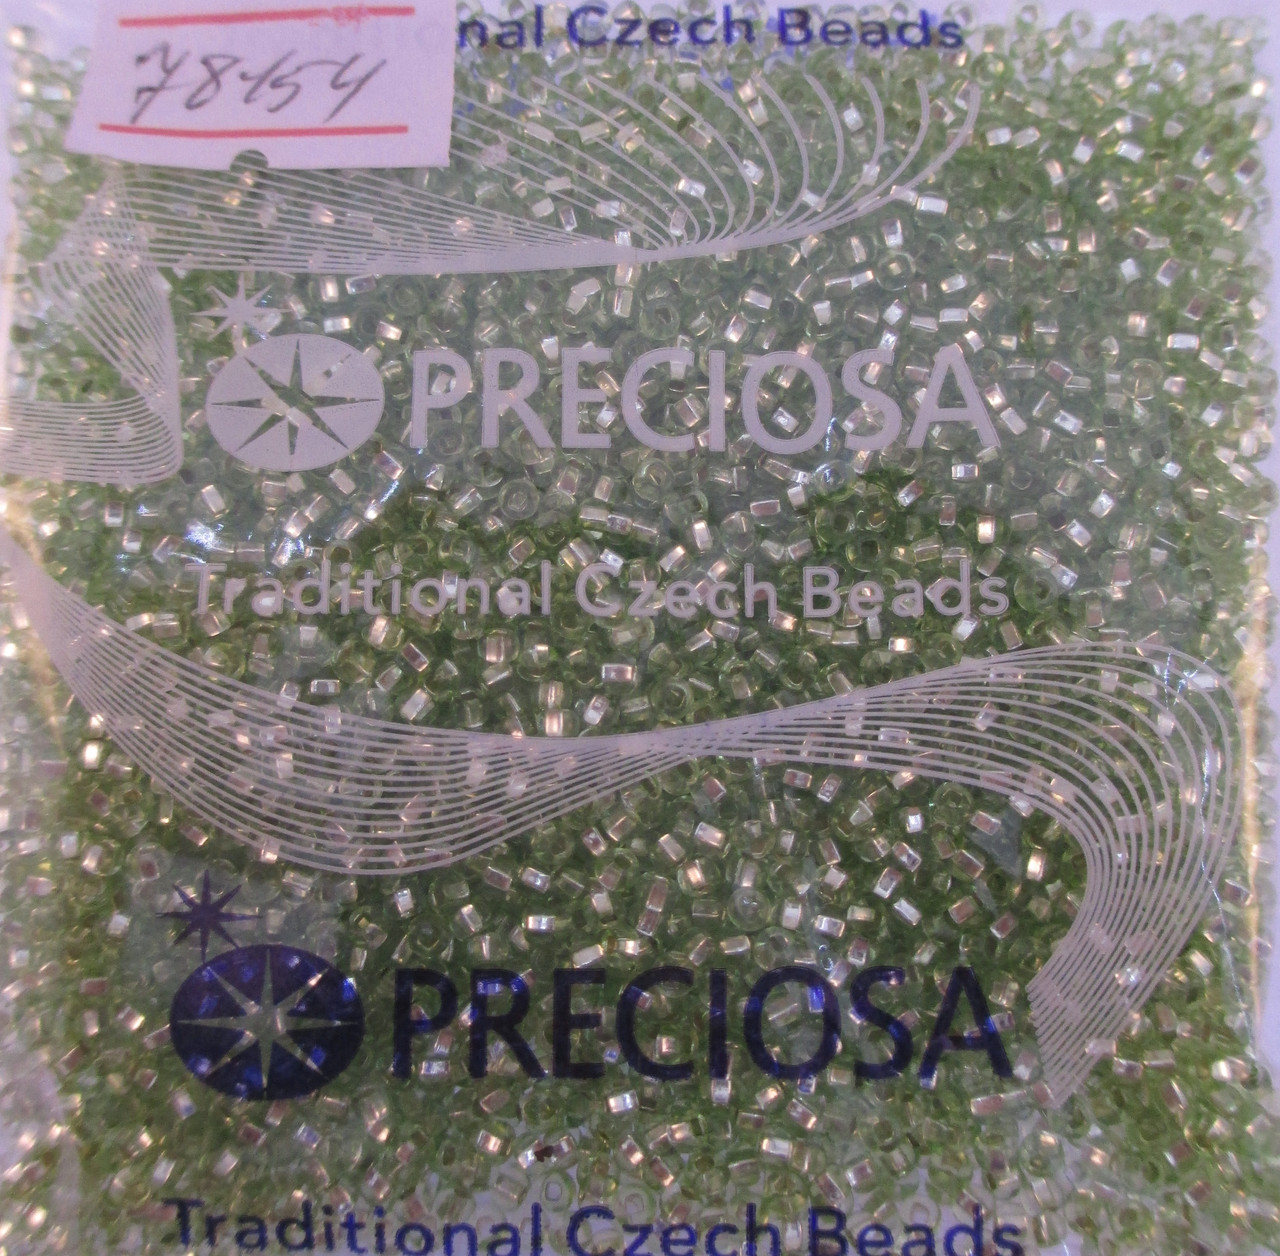 nal Czech Beads
78154
PRECIOSA
Traditional Czech Beads
PRECIOSA
Traditional Czech Beads